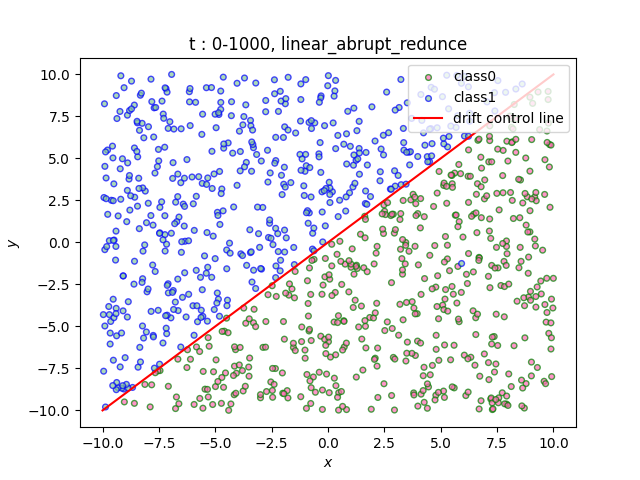 t : 0-1000, linear_abrupt_redunce
class0
class1
drift control line
10.0
7.5
5.0
2.5
0.0
−2.5
−5.0
−7.5
−10.0
y
−10.0 −7.5 −5.0 −2.5 0.0 2.5 5.0 7.5 10.0
x